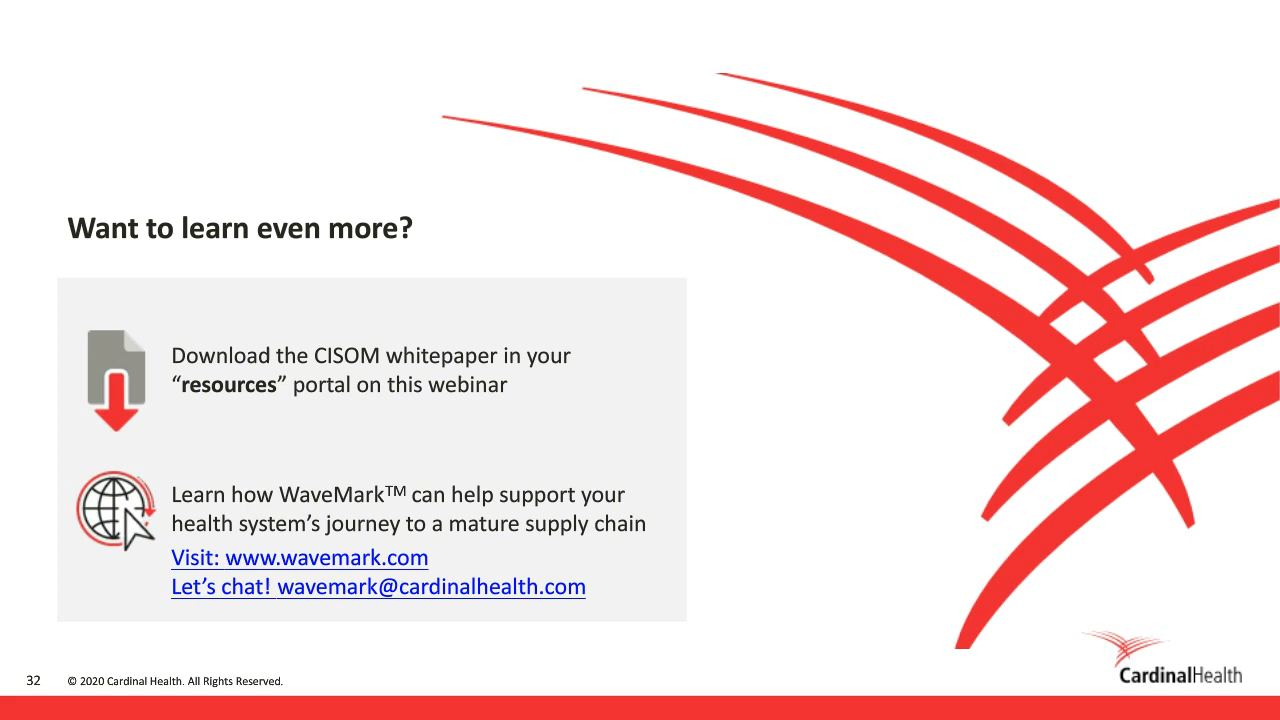 Want to learn even more?
Download the CISOM whitepaper in your
“resources” portal on this webinar
Learn how WaveMark™ can help support your
health system’s journey to a mature supply chain
Visit: www.wavemark.com
Let’s chat! wavemark@cardinalhealth.com
32 © 2020 Cardinal Health. All Rights Reserved.
CardinalHealth